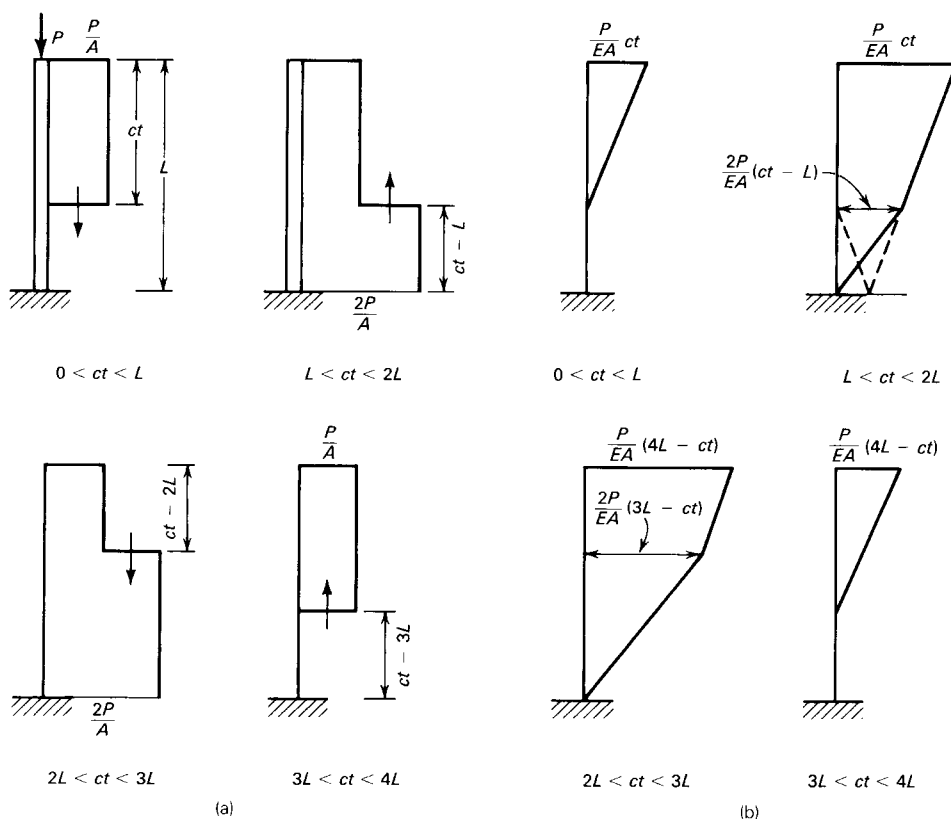 P
P/A
ct
L
0 < ct < L
ct − L
2P/A
L < ct < 2L
P/EA ct
0 < ct < L
P/EA ct
2P/EA (ct − L)
L < ct < 2L
ct − 2L
2P/A
2L < ct < 3L
P/A
ct − 3L
3L < ct < 4L
(a)
P/EA (4L − ct)
2P/EA (3L − ct)
2L < ct < 3L
P/EA (4L − ct)
3L < ct < 4L
(b)